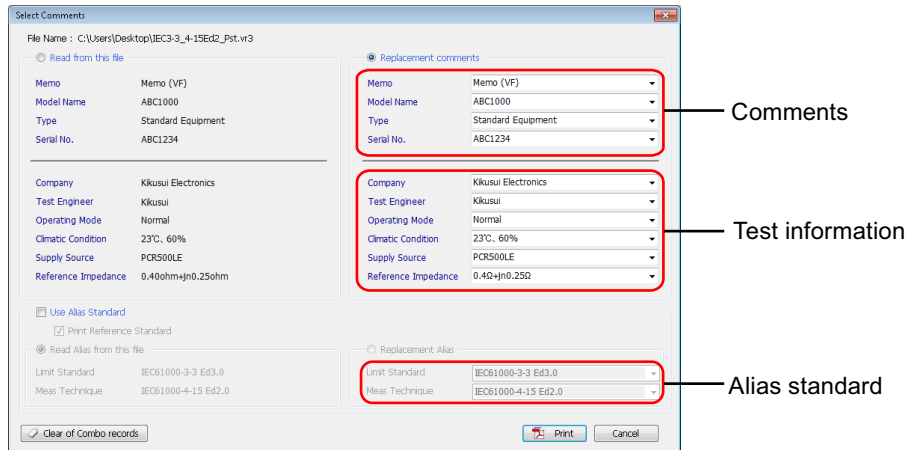 Select Comments
File Name : C:\Users\Desktop\IEC3-3_4-15Ed2_Pst.vr3
Read from this file
Memo Memo (VF)
Model Name ABC1000
Type Standard Equipment
Serial No. ABC1234
Company Kikusui Electronics
Test Engineer Kikusui
Operating Mode Normal
Climatic Condition 23℃、60%
Supply Source PCR500LE
Reference Impedance 0.40ohm+jn0.25ohm
Replacement comments
Memo Memo (VF)
Model Name ABC1000
Type Standard Equipment
Serial No. ABC1234
Company Kikusui Electronics
Test Engineer Kikusui
Operating Mode Normal
Climatic Condition 23℃、60%
Supply Source PCR500LE
Reference Impedance 0.4Ω+jn0.25Ω
Comments
Test information
Use Alias Standard
Print Reference Standard
Read Alias from this file
Limit Standard IEC61000-3-3 Ed3.0
Meas Technique IEC61000-4-15 Ed2.0
Replacement Alias
Limit Standard IEC61000-3-3 Ed3.0
Meas Technique IEC61000-4-15 Ed2.0
Alias standard
Clear of Combo records
Print
Cancel